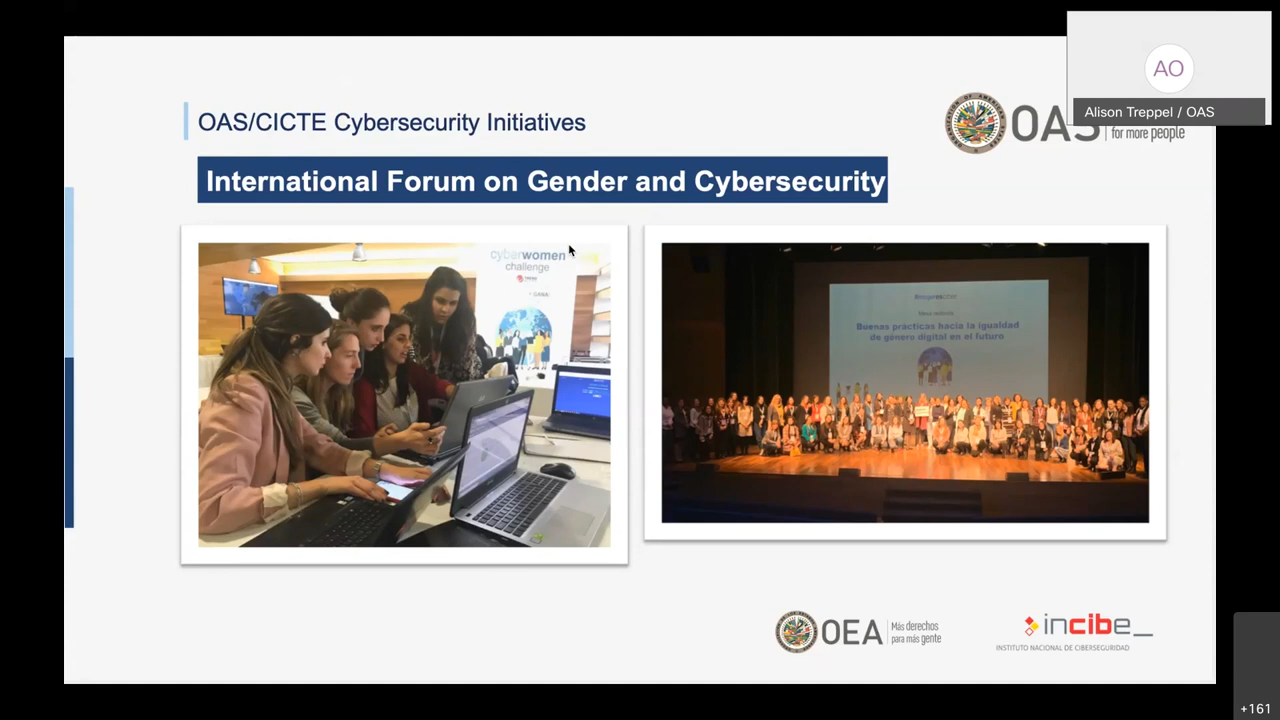 AO
Alison Treppel / OAS
OAS/CICTE Cybersecurity Initiatives
OAS
for more people
International Forum on Gender and Cybersecurity
cyberwomen
challenge
Buenas prácticas hacia la igualdad
de género digital en el futuro
OEA
Más derechos
para más gente
incibe_
INSTITUTO NACIONAL DE CIBERSEGURIDAD
+161